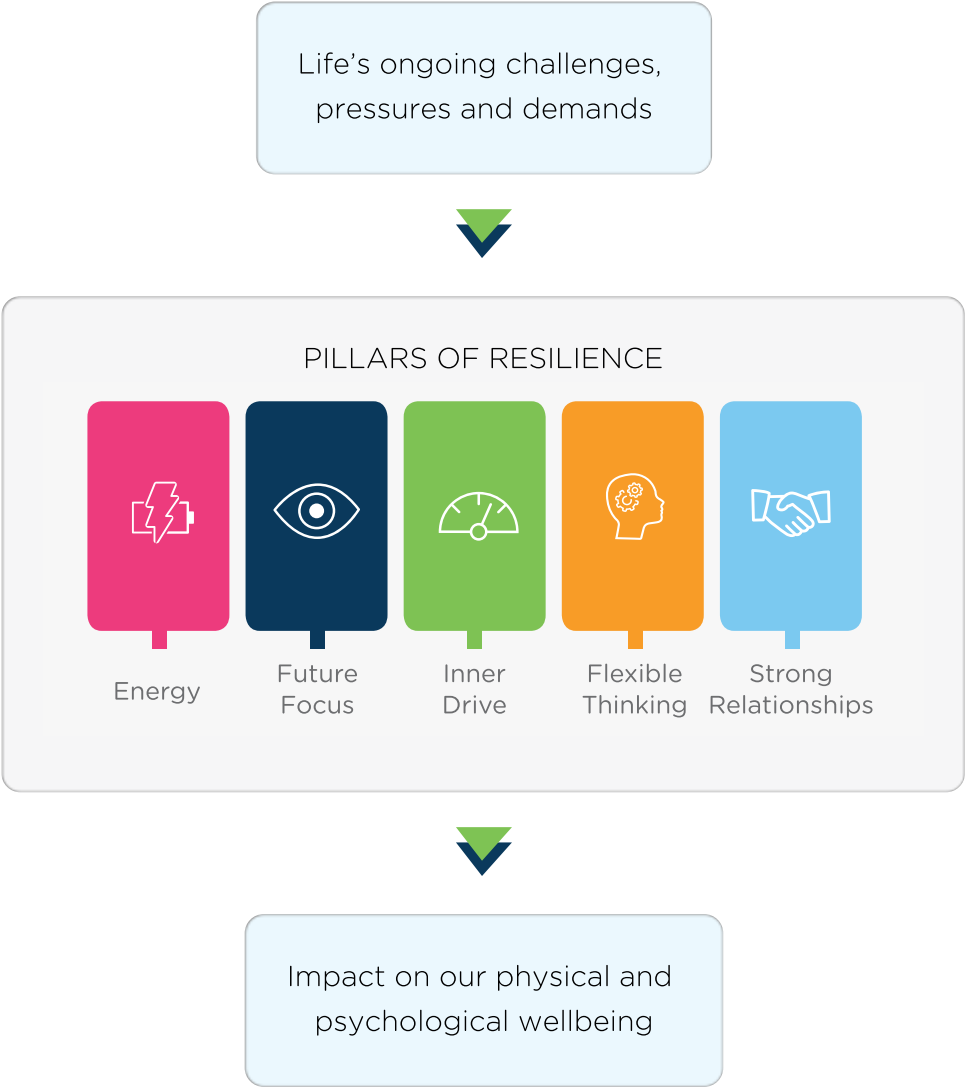 Life’s ongoing challenges,
pressures and demands
PILLARS OF RESILIENCE
Energy
Future
Focus
Inner
Drive
Flexible
Thinking
Strong
Relationships
Impact on our physical and
psychological wellbeing